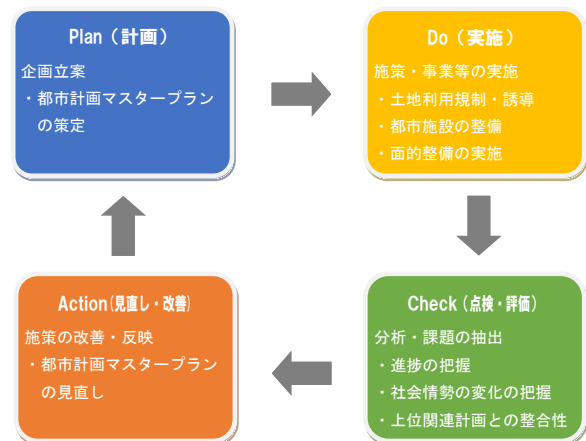 Plan（計画）
企画立案
・都市計画マスタープラン
の策定
Do（実施）
施策・事業等の実施
・土地利用規制・誘導
・都市施設の整備
・面的整備の実施
Action(見直し・改善)
施策の改善・反映
・都市計画マスタープラン
の見直し
Check（点検・評価）
分析・課題の抽出
・進捗の把握
・社会情勢の変化の把握
・上位関連計画との整合性